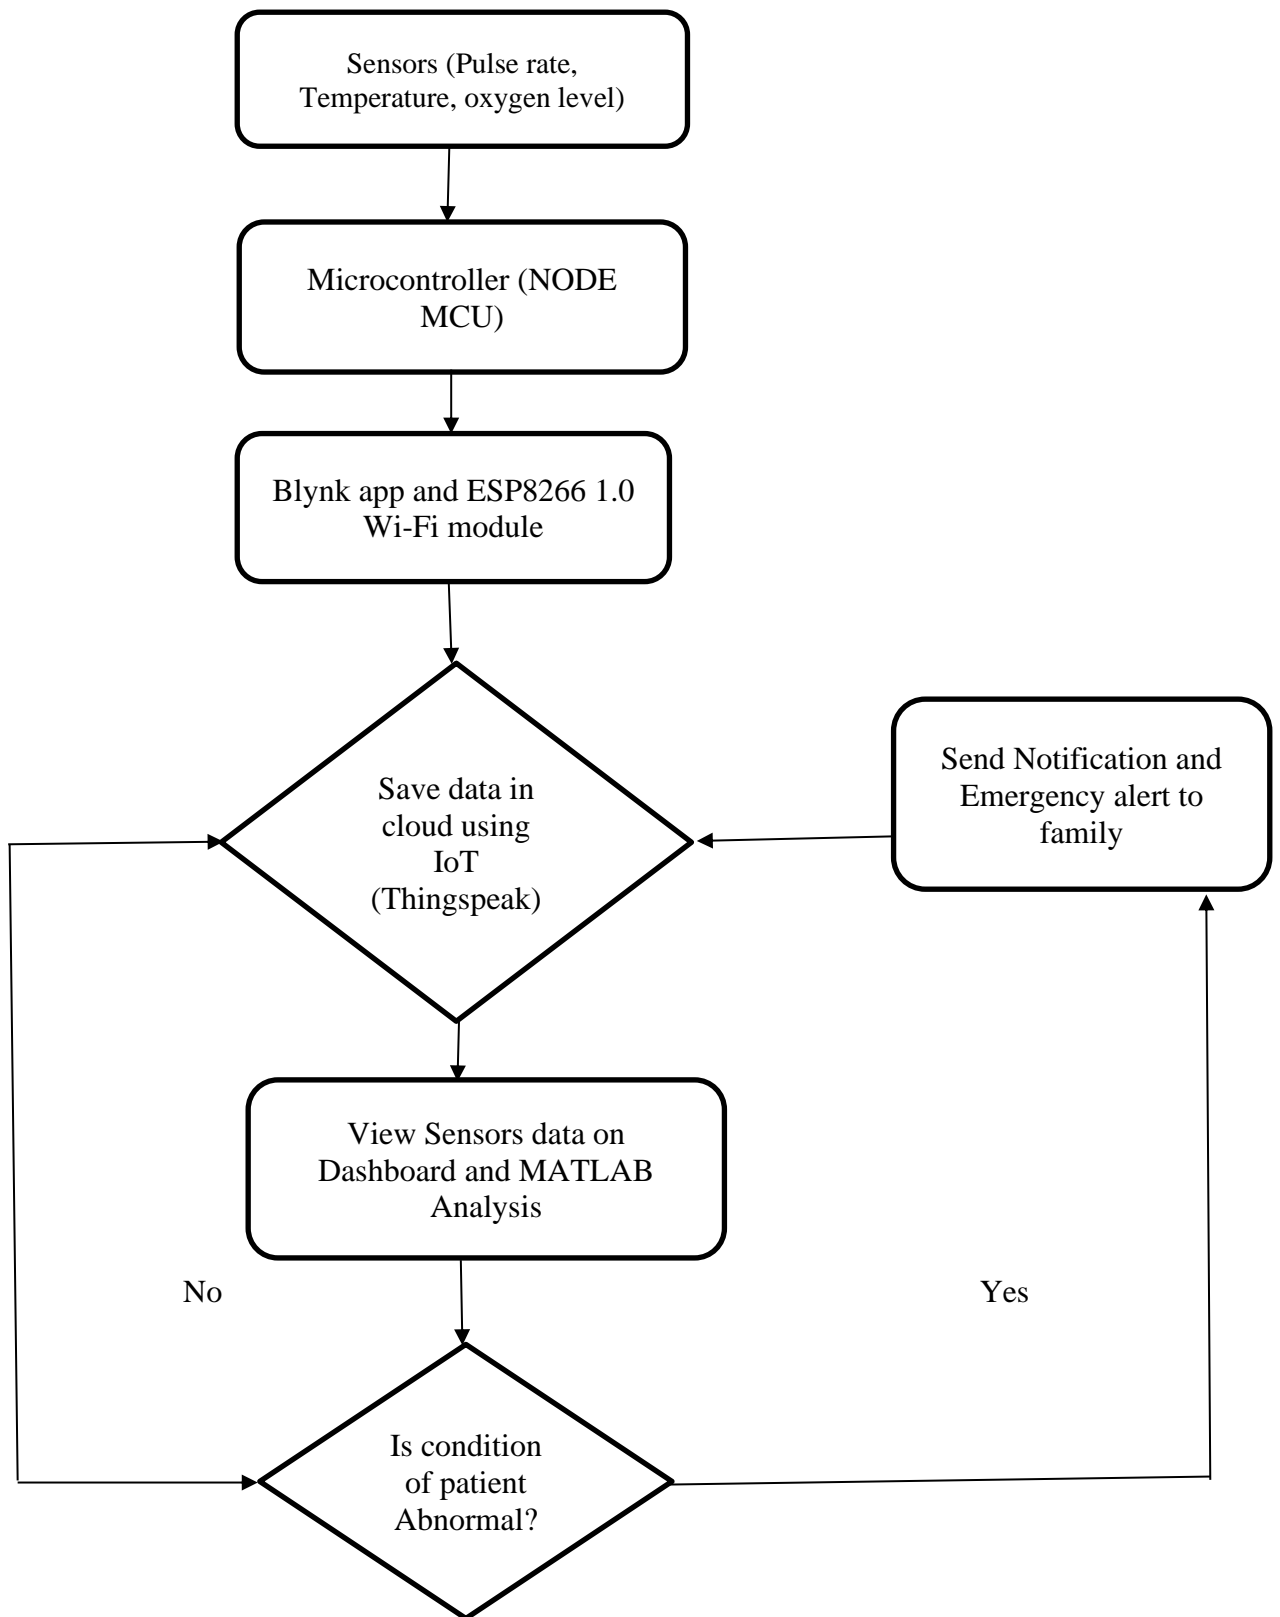 Sensors (Pulse rate,
Temperature, oxygen level)
Microcontroller (NODE
MCU)
Blynk app and ESP8266 1.0
Wi-Fi module
Save data in
cloud using
IoT
(Thingspeak)
Send Notification and
Emergency alert to
family
View Sensors data on
Dashboard and MATLAB
Analysis
No
Yes
Is condition
of patient
Abnormal?